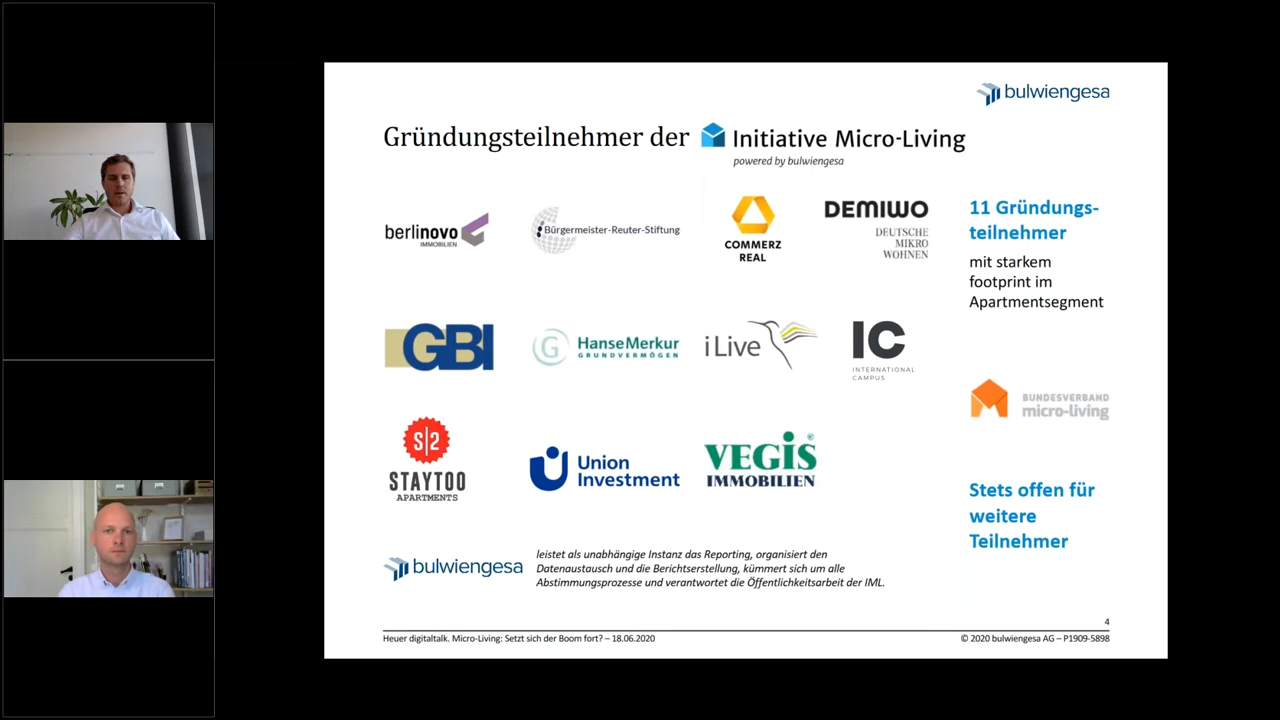 bulwiengesa
Gründungsteilnehmer der Initiative Micro-Living
powered by bulwiengesa
berlinovo
IMMOBILIEN
Bürgermeister-Reuter-Stiftung
COMMERZ
REAL
DEMIWO
DEUTSCHE
MIKRO
WOHNEN
11 Gründungs-
teilnehmer
mit starkem
footprint im
Apartmentsegment
GBI
HanseMerkur
GRUNDVERMÖGEN
iLive
IC
INTERNATIONAL
CAMPUS
BUNDESVERBAND
micro-living
S|2
STAYTOO
APARTMENTS
Union
Investment
VEGIS®
IMMOBILIEN
Stets offen für
weitere
Teilnehmer
bulwiengesa
leistet als unabhängige Instanz das Reporting, organisiert den
Datenaustausch und die Berichtserstellung, kümmert sich um alle
Abstimmungsprozesse und verantwortet die Öffentlichkeitsarbeit der IML.
4
Heuer digitaltalk. Micro-Living: Setzt sich der Boom fort? – 18.06.2020
© 2020 bulwiengesa AG – P1909-5898